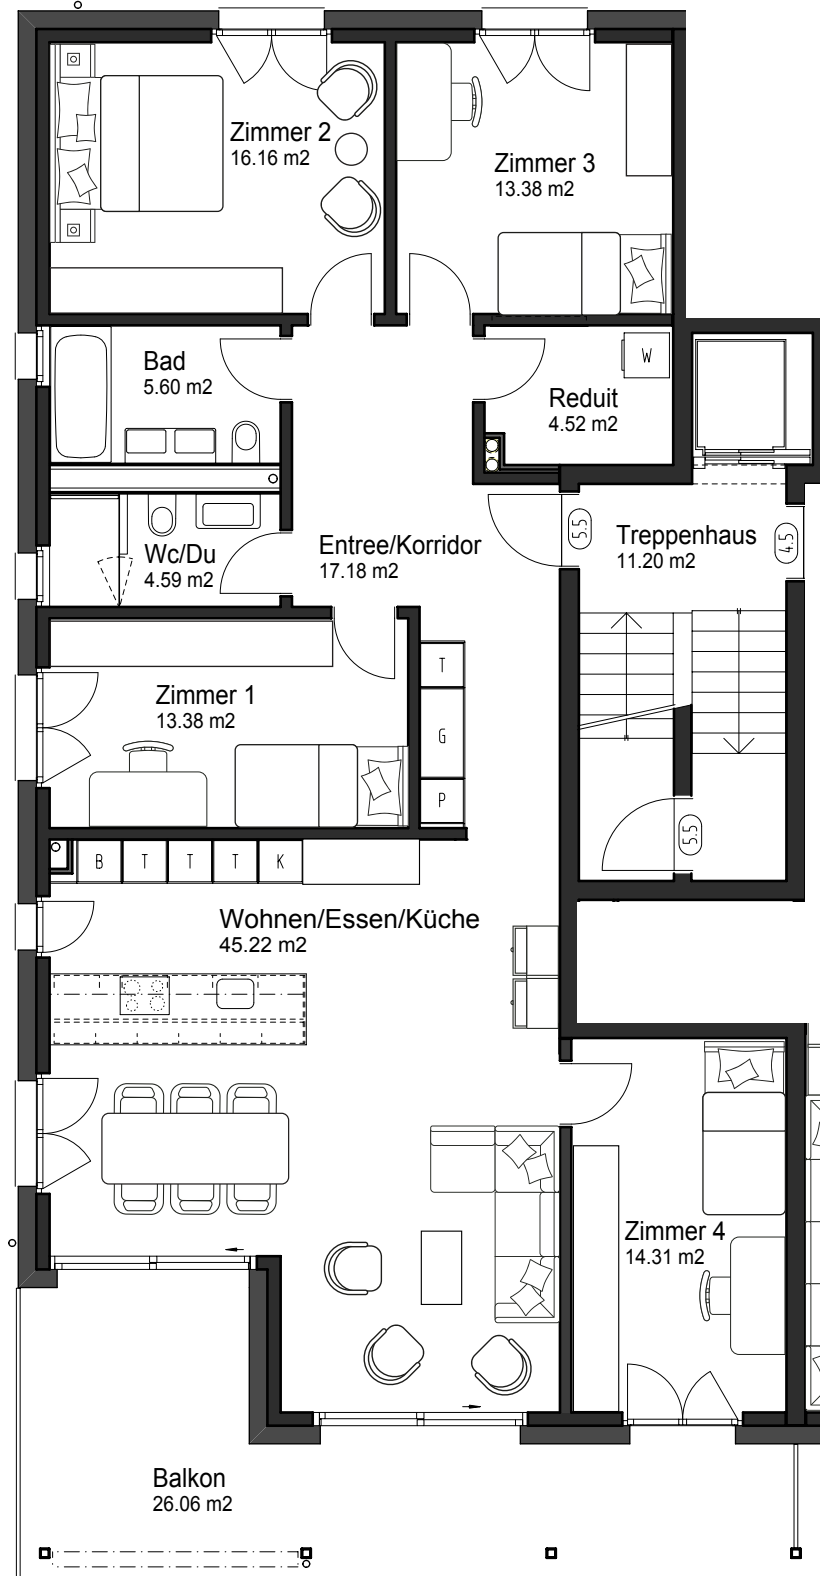 Zimmer 2
16.16 m2
Zimmer 3
13.38 m2
Bad
5.60 m2
W
Reduit
4.52 m2
Wc/Du
4.59 m2
Entree/Korridor
17.18 m2
5.5
Treppenhaus
11.20 m2
4.5
Zimmer 1
13.38 m2
T
G
P
5.5
B T T T K
Wohnen/Essen/Küche
45.22 m2
Zimmer 4
14.31 m2
Balkon
26.06 m2